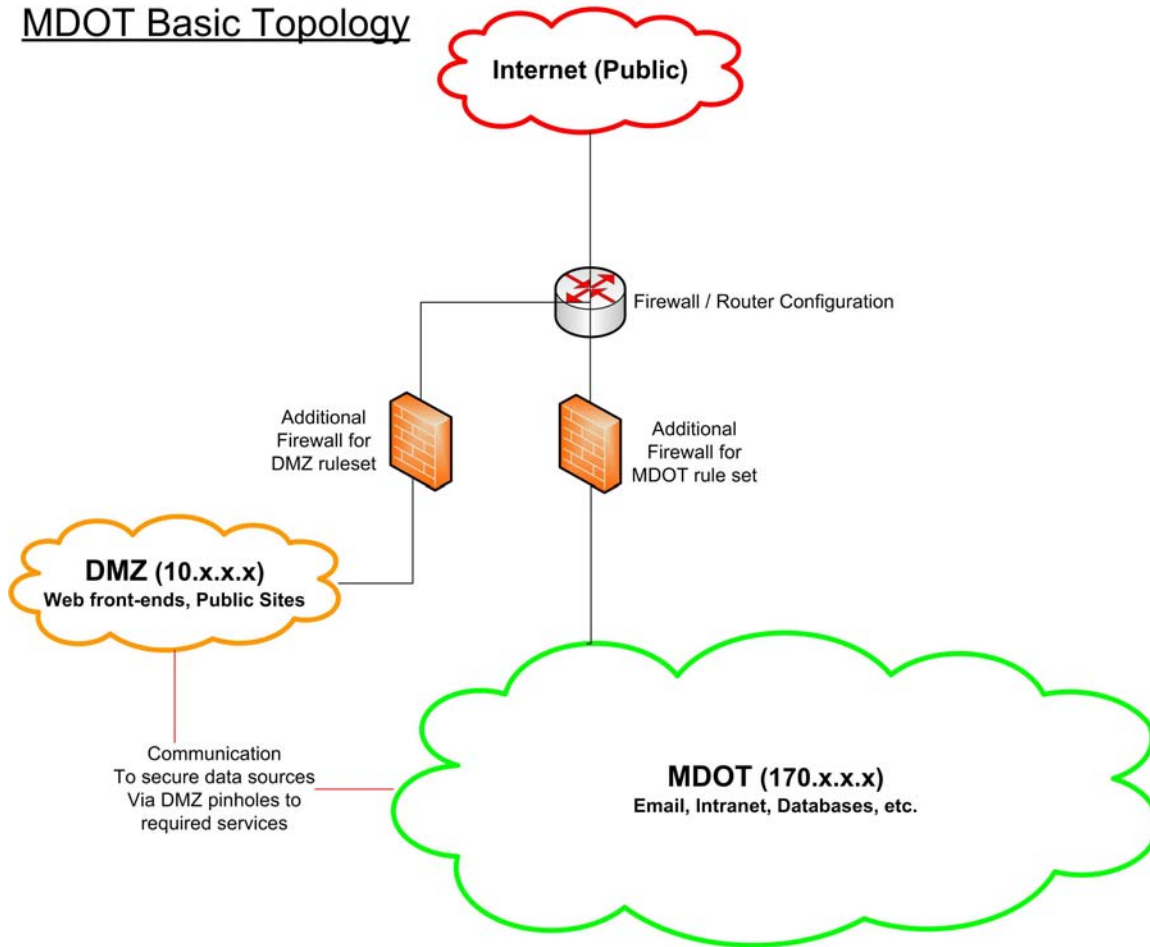 MDOT Basic Topology
Internet (Public)
Firewall / Router Configuration
Additional
Firewall for
DMZ ruleset
Additional
Firewall for
MDOT rule set
DMZ (10.x.x.x)
Web front-ends, Public Sites
Communication
To secure data sources
Via DMZ pinholes to
required services
MDOT (170.x.x.x)
Email, Intranet, Databases, etc.